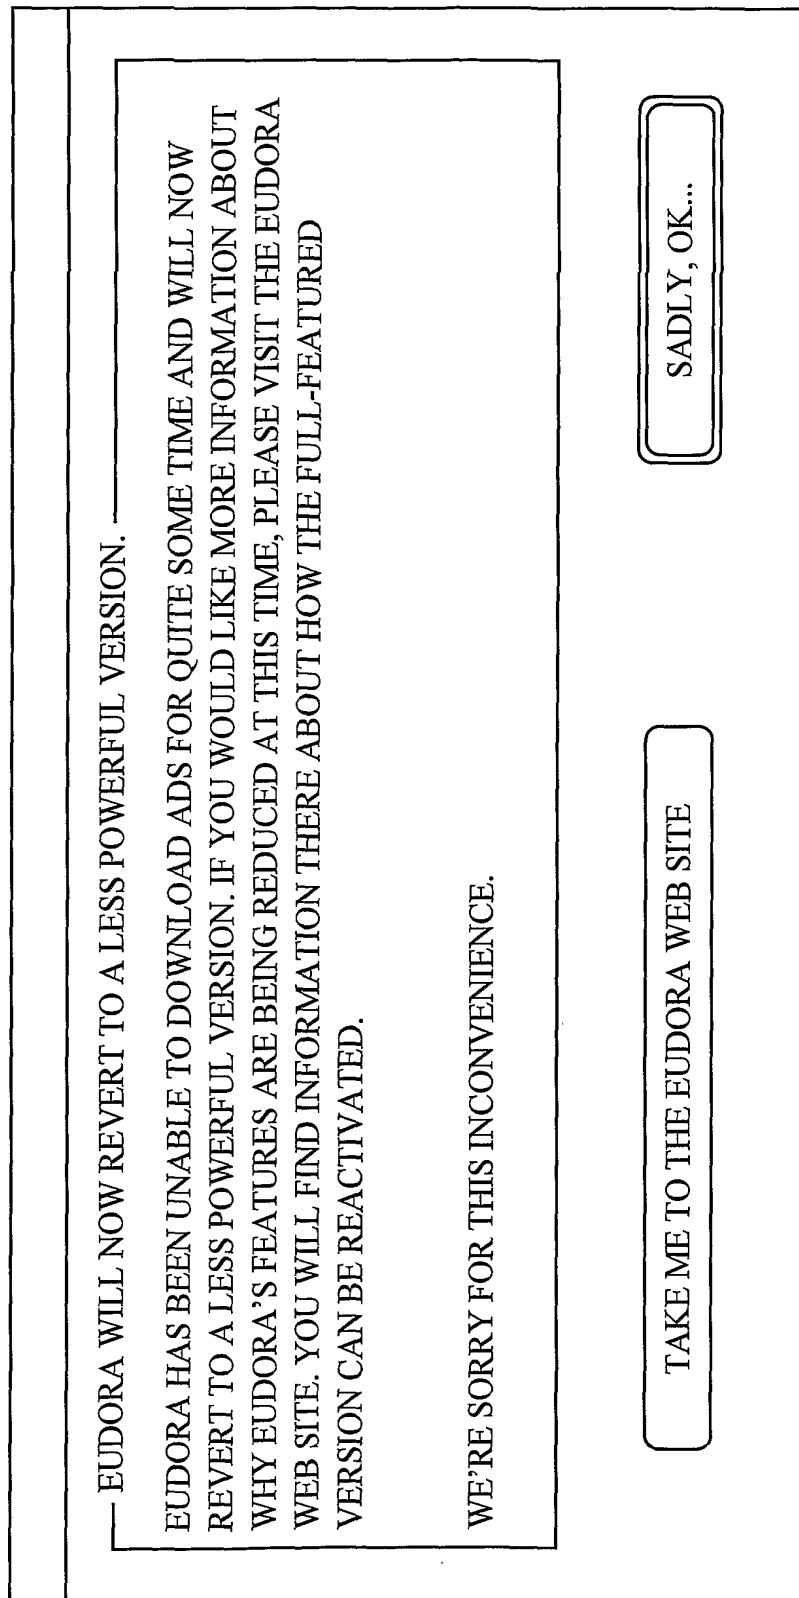 EUDORA WILL NOW REVERT TO A LESS POWERFUL VERSION.
EUDORA HAS BEEN UNABLE TO DOWNLOAD ADS FOR QUITE SOME TIME AND WILL NOW
REVERT TO A LESS POWERFUL VERSION. IF YOU WOULD LIKE MORE INFORMATION ABOUT
WHY EUDORA'S FEATURES ARE BEING REDUCED AT THIS TIME, PLEASE VISIT THE EUDORA
WEB SITE. YOU WILL FIND INFORMATION THERE ABOUT HOW THE FULL-FEATURED
VERSION CAN BE REACTIVATED.
WE'RE SORRY FOR THIS INCONVENIENCE.
TAKE ME TO THE EUDORA WEB SITE
SADLY, OK...